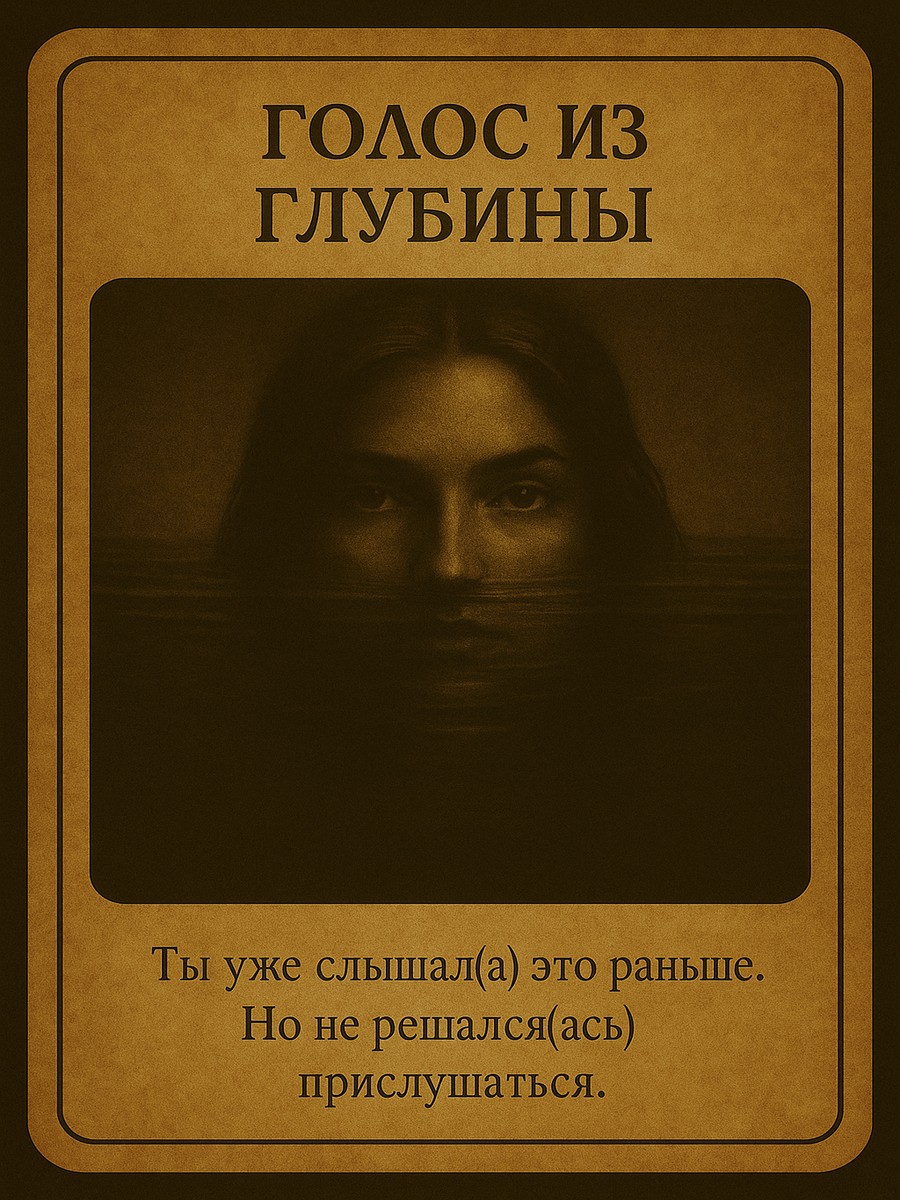 ГОЛОС ИЗ
ГЛУБИНЫ
Ты уже слышал(а) это раньше.
Но не решался(ась)
прислушаться.